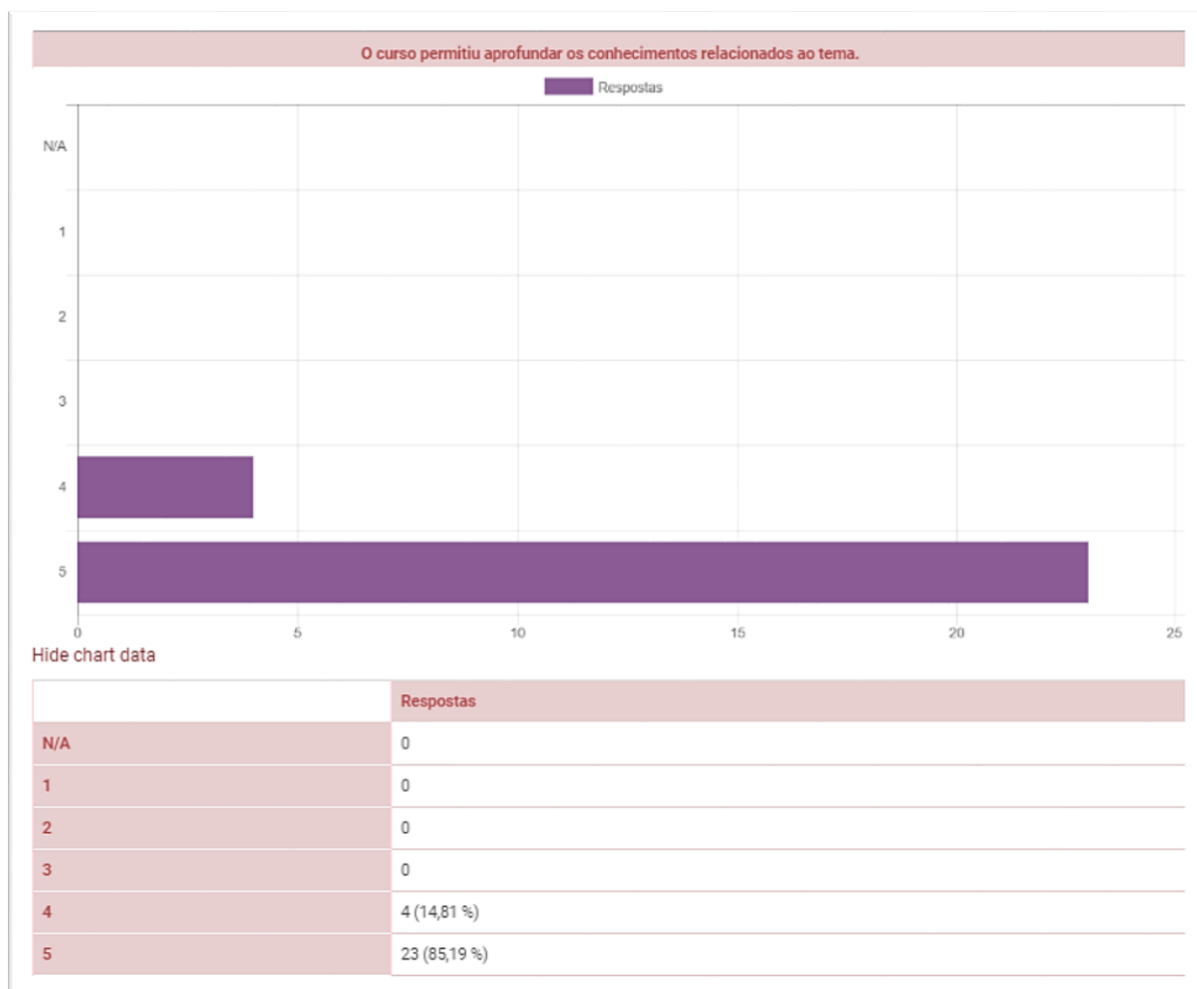 O curso permitiu aprofundar os conhecimentos relacionados ao tema.
Respostas
N/A
1
2
3
4
5
0 5 10 15 20 25
Hide chart data
Respostas
N/A 0
1 0
2 0
3 0
4 4 (14,81 %)
5 23 (85,19 %)